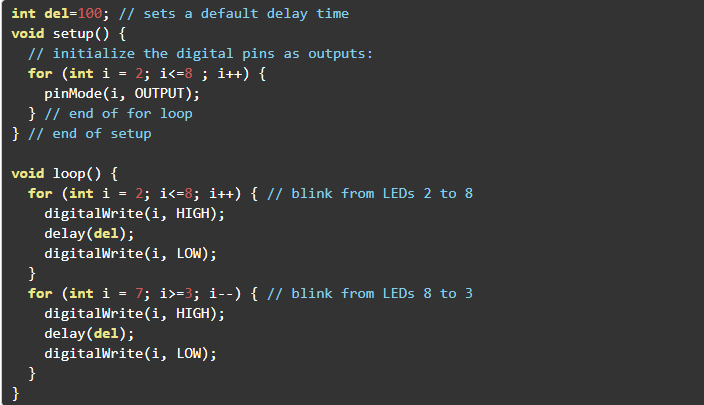 int del=100; // sets a default delay time
void setup() {
  // initialize the digital pins as outputs:
  for (int i = 2; i<=8 ; i++) {
    pinMode(i, OUTPUT);
  } // end of for loop
} // end of setup

void loop() {
  for (int i = 2; i<=8; i++) { // blink from LEDs 2 to 8
    digitalWrite(i, HIGH);
    delay(del);
    digitalWrite(i, LOW);
  }
  for (int i = 7; i>=3; i--) { // blink from LEDs 8 to 3
    digitalWrite(i, HIGH);
    delay(del);
    digitalWrite(i, LOW);
  }
}